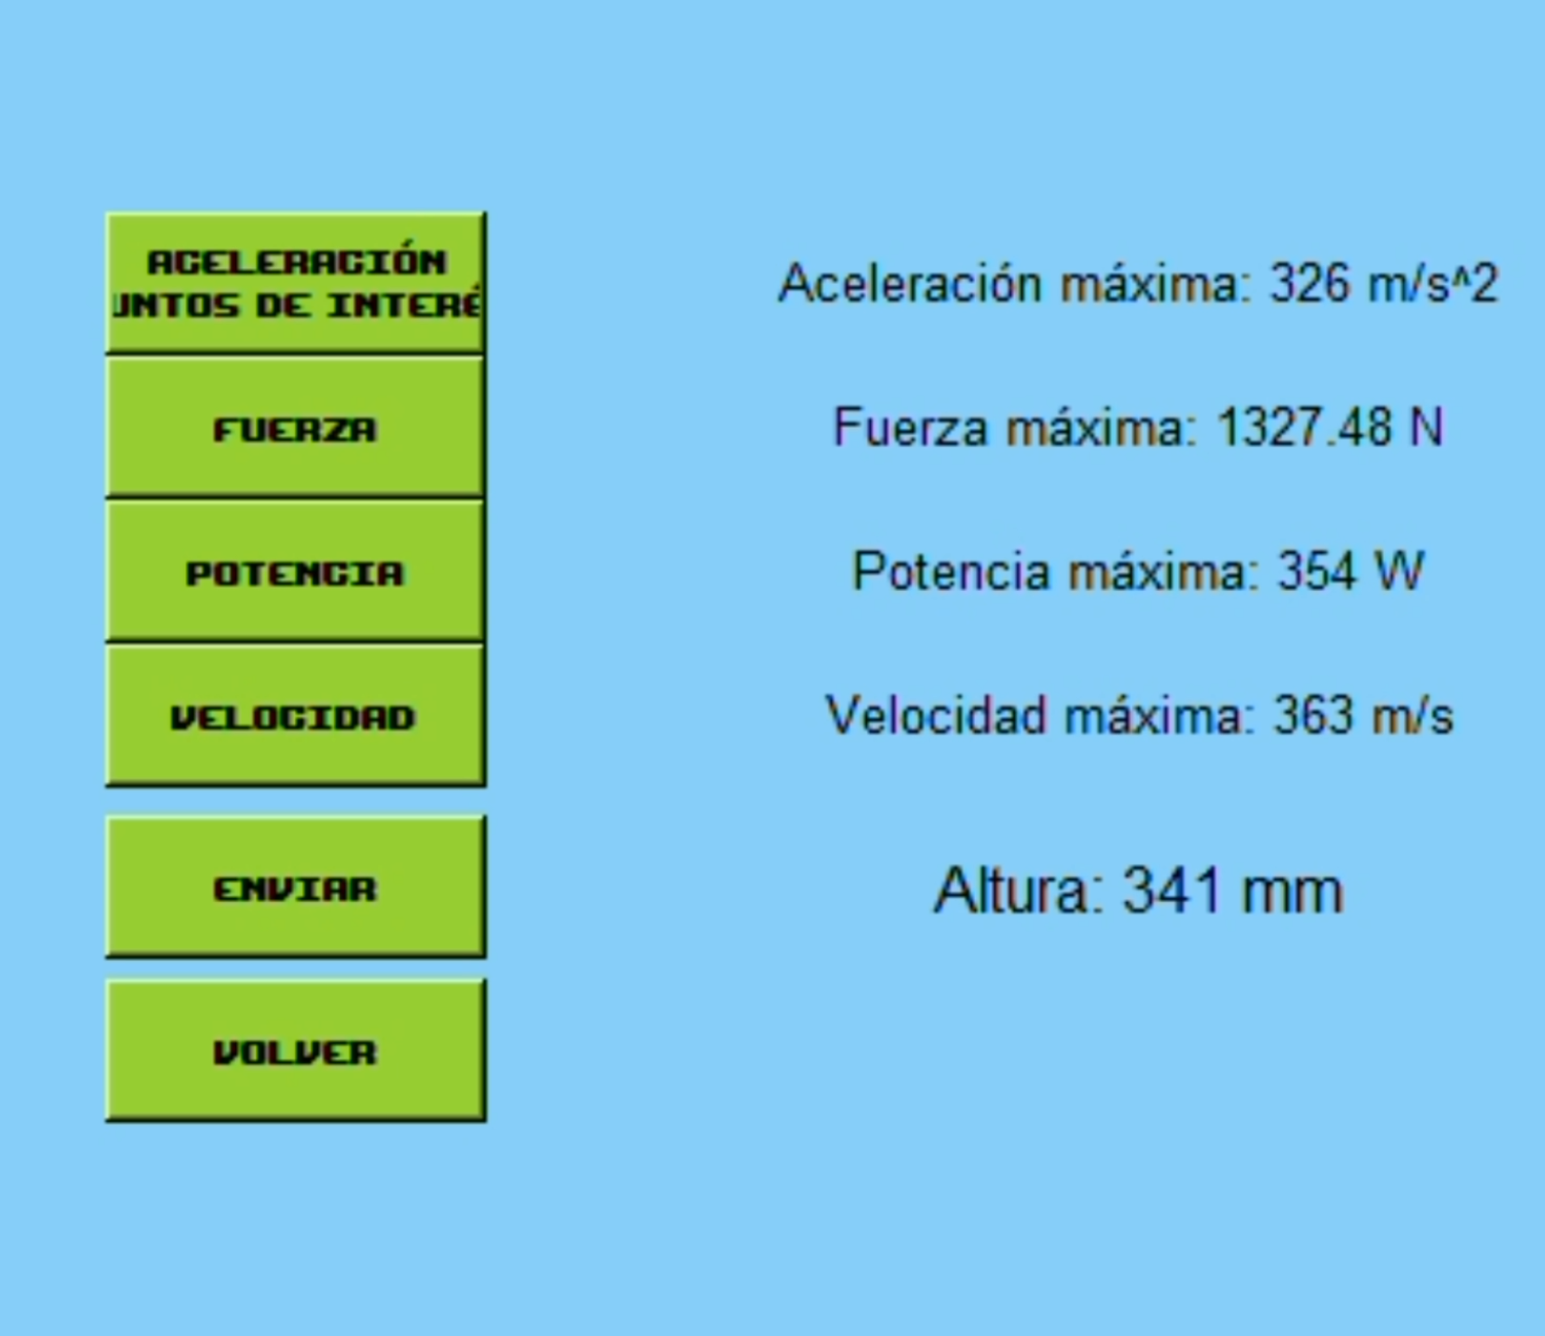 ACELERACIÓN
UNTOS DE INTERÉ
Aceleración máxima: 326 m/s^2
FUERZA
Fuerza máxima: 1327.48 N
POTENCIA
Potencia máxima: 354 W
VELOCIDAD
Velocidad máxima: 363 m/s
ENVIAR
Altura: 341 mm
VOLVER